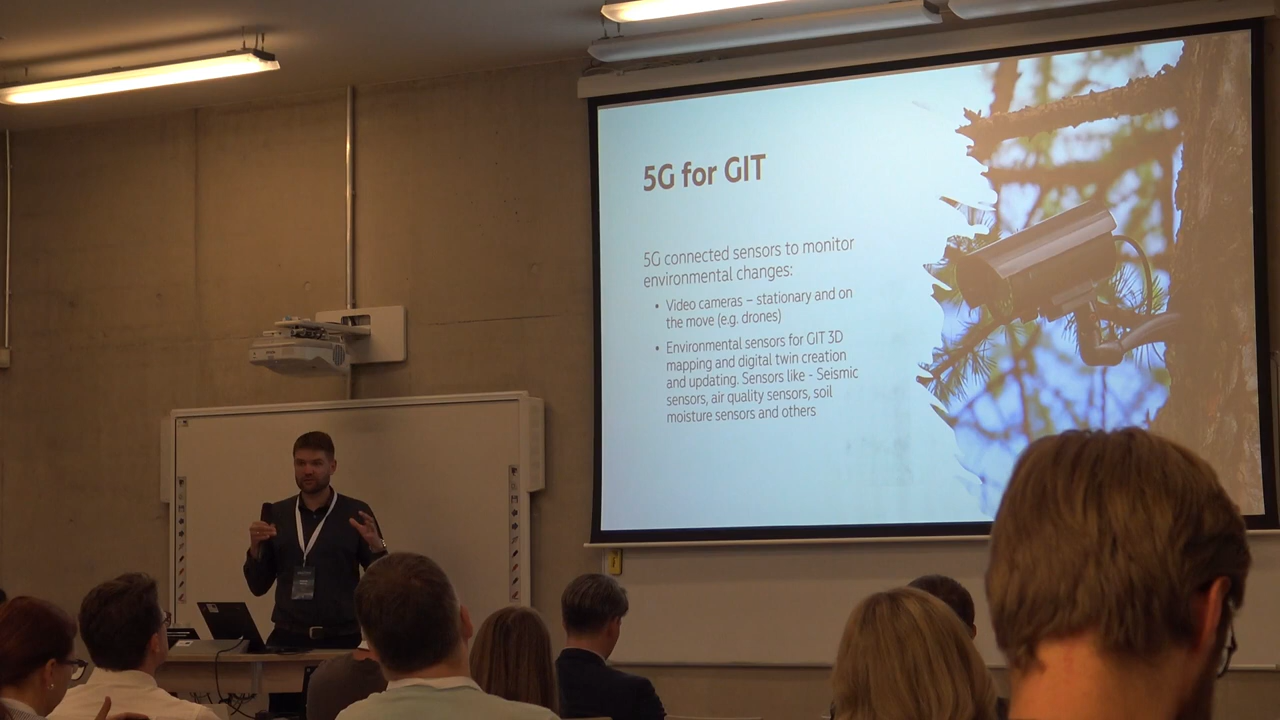 5G for GIT
5G connected sensors to monitor
environmental changes:
• Video cameras – stationary and on
the move (e.g. drones)
• Environmental sensors for GIT 3D
mapping and digital twin creation
and updating. Sensors like - Seismic
sensors, air quality sensors, soil
moisture sensors and others